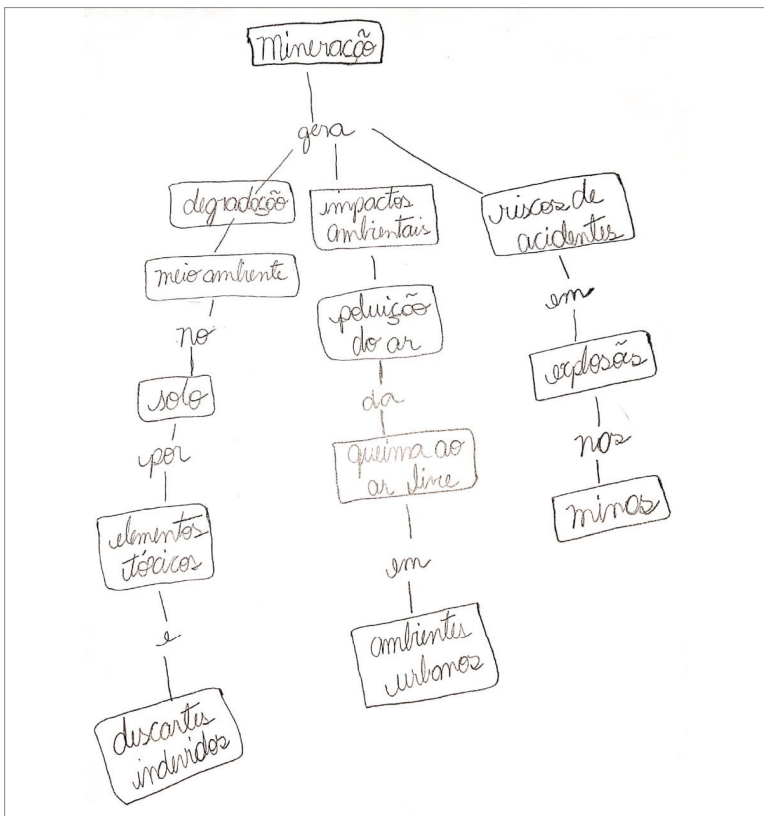 Mineração
gera
degradação
meio ambiente
no
solo
por
elementos
tóxicos
e
descartes
indevidos
impactos
ambientais
poluição
do ar
da
queima ao
ar livre
em
ambientes
urbanos
riscos de
acidentes
em
explosões
nas
minas